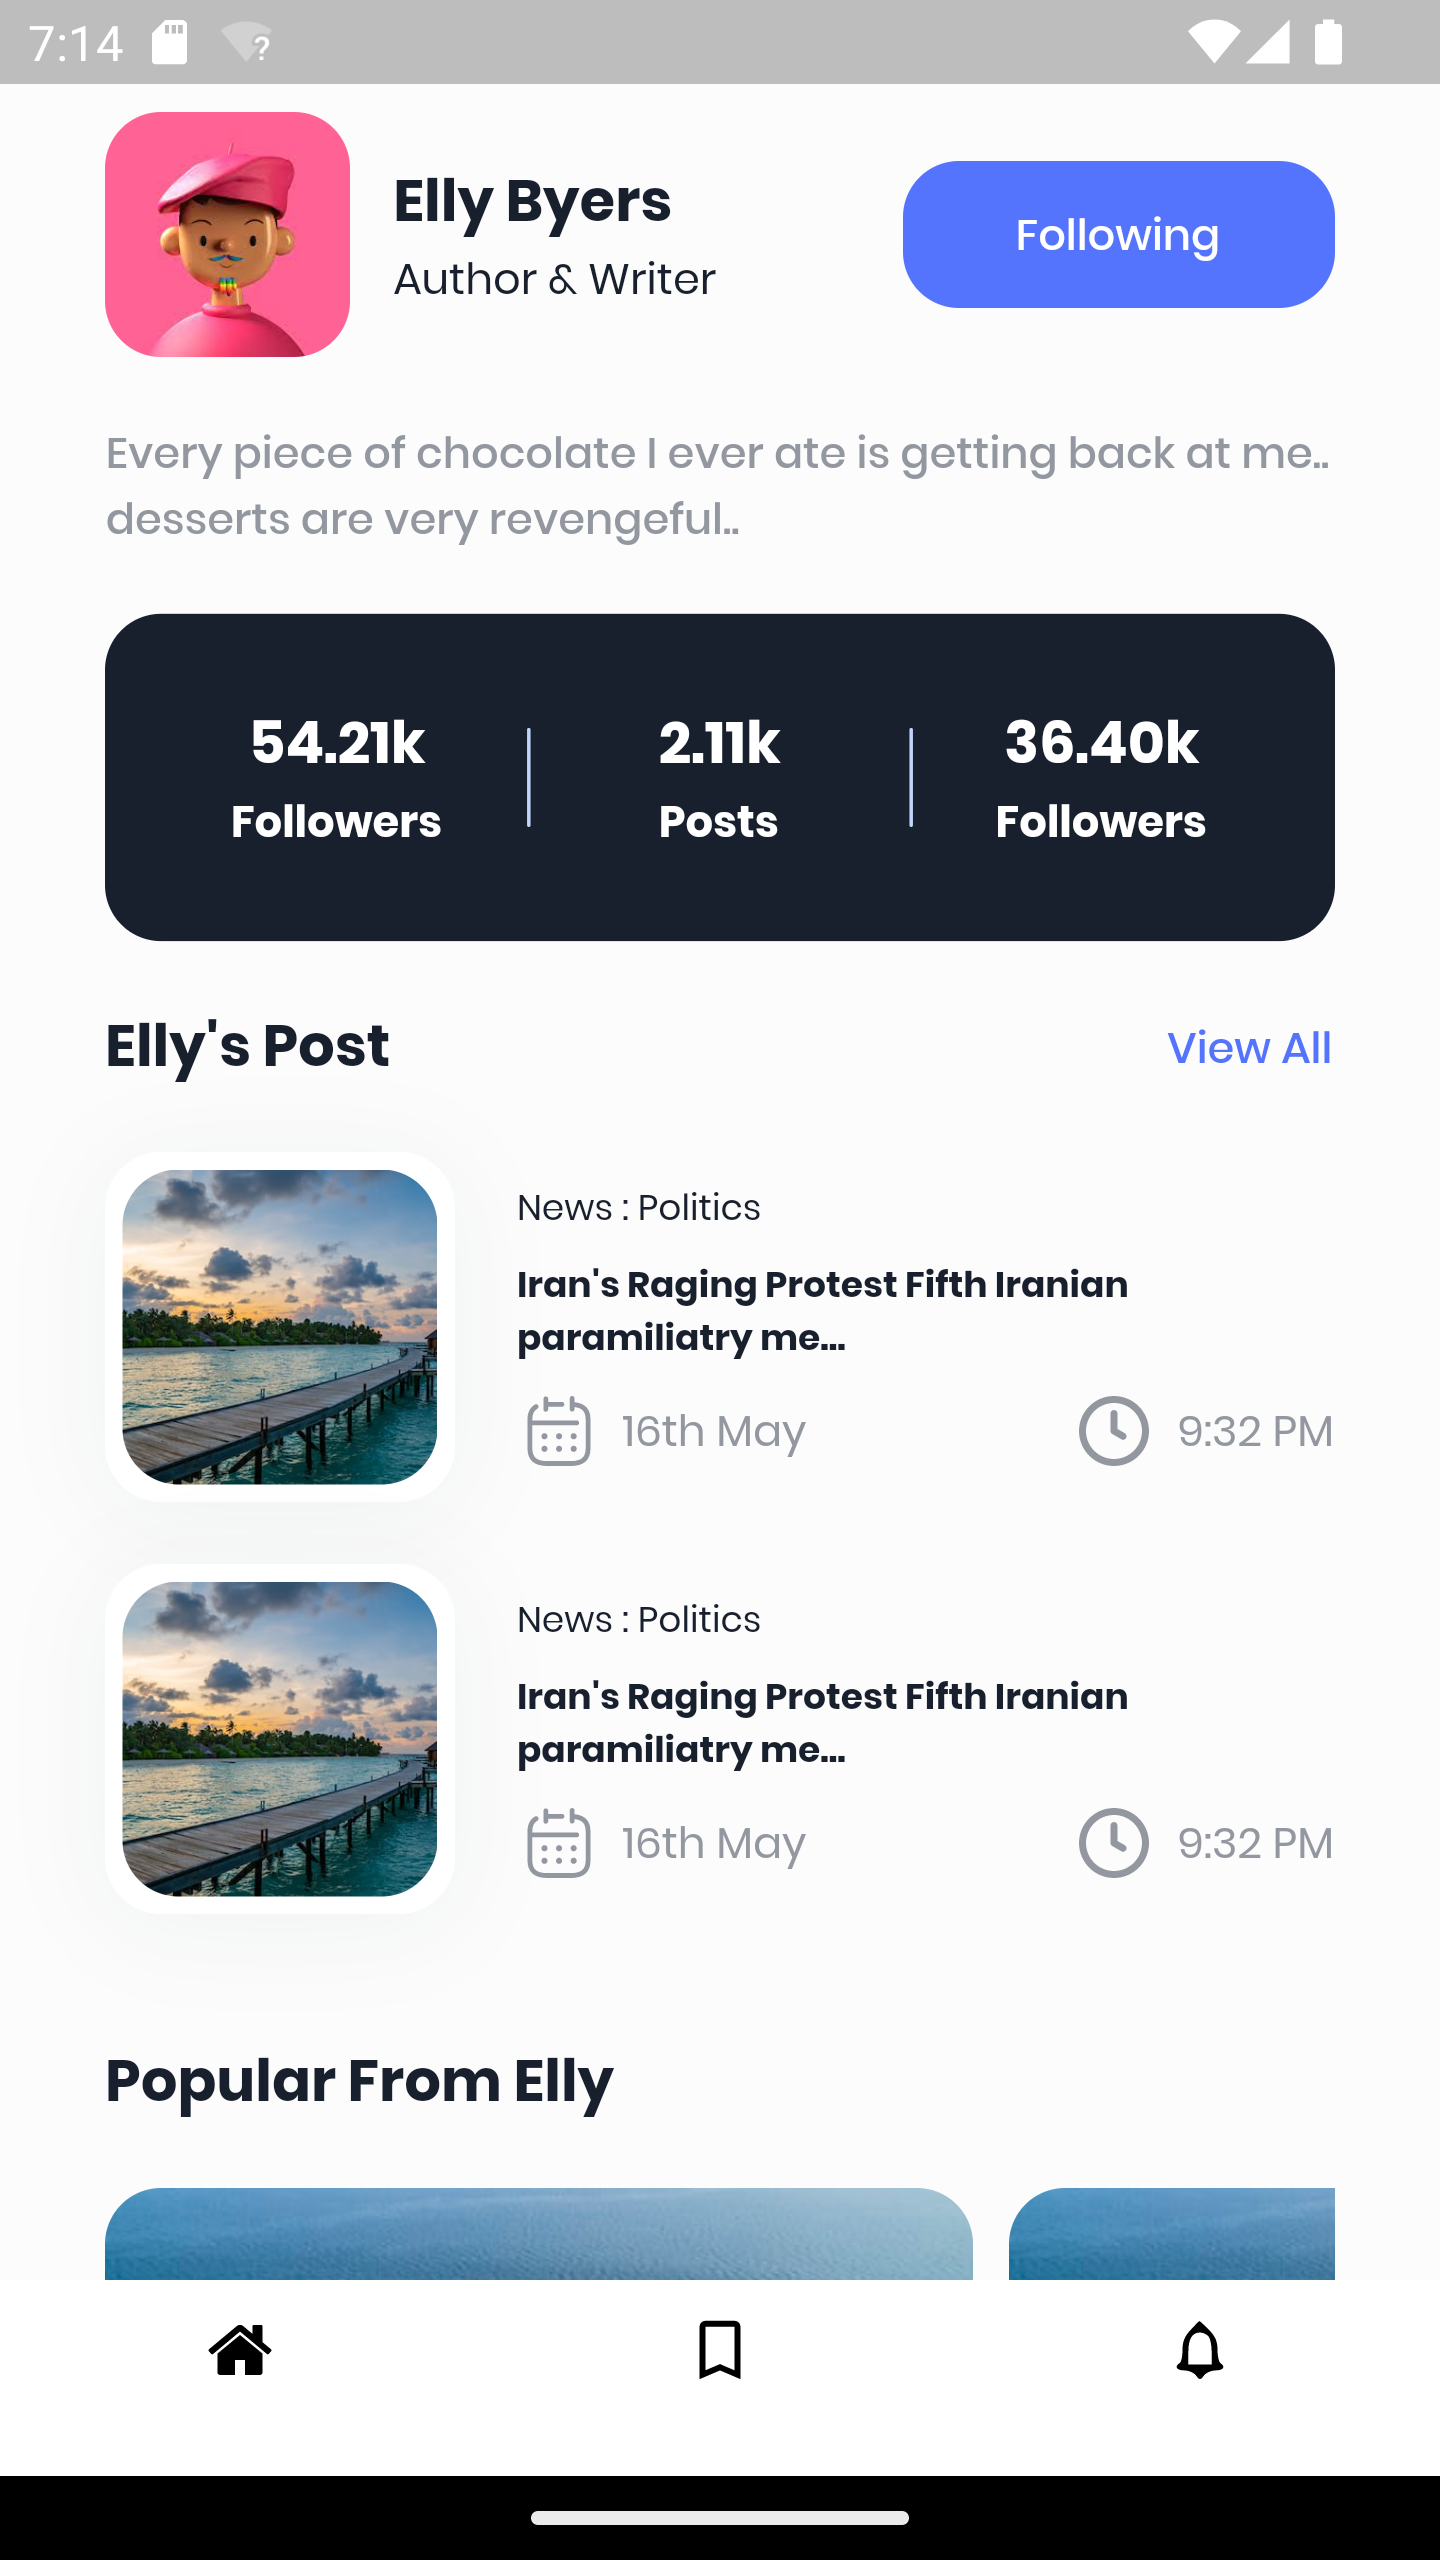 7:14
?
Elly Byers
Author & Writer
Following
Every piece of chocolate I ever ate is getting back at me..
desserts are very revengeful..
54.21k
Followers
2.11k
Posts
36.40k
Followers
Elly's Post
View All
News : Politics
Iran's Raging Protest Fifth Iranian
paramiliatry me...
16th May
9:32 PM
News : Politics
Iran's Raging Protest Fifth Iranian
paramiliatry me...
16th May
9:32 PM
Popular From Elly